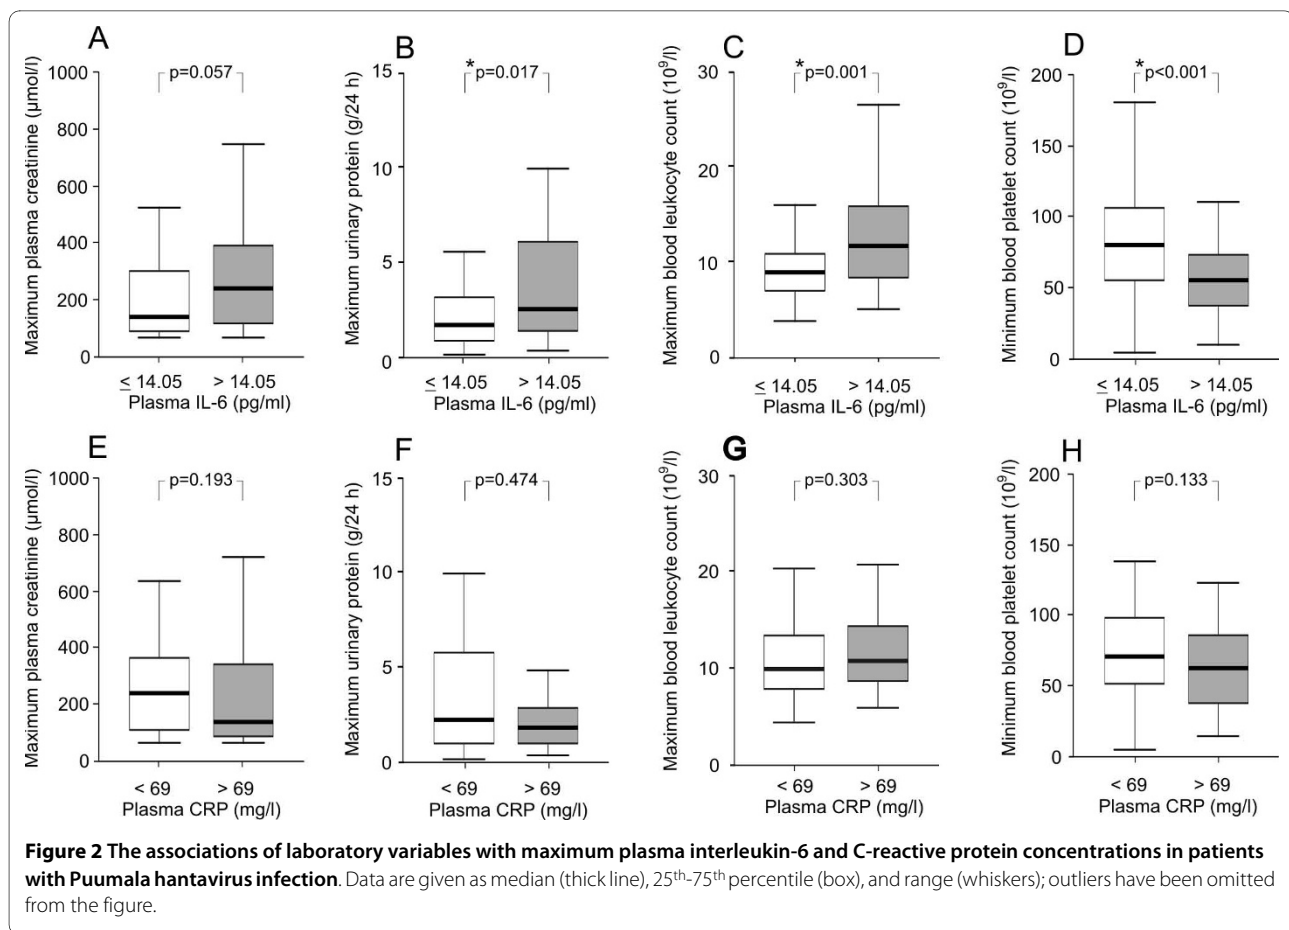 A
B
C
D
Maximum plasma creatinine (µmol/l)
1000
800
600
400
200
0
p=0.057
≤ 14.05
> 14.05
Plasma IL-6 (pg/ml)
Maximum urinary protein (g/24 h)
15
10
5
0
*
p=0.017
≤ 14.05
> 14.05
Plasma IL-6 (pg/ml)
Maximum blood leukocyte count (10⁹/l)
30
20
10
0
*
p=0.001
≤ 14.05
> 14.05
Plasma IL-6 (pg/ml)
Minimum blood platelet count (10⁹/l)
200
150
100
50
0
*
p<0.001
≤ 14.05
> 14.05
Plasma IL-6 (pg/ml)
E
F
G
H
Maximum plasma creatinine (µmol/l)
1000
800
600
400
200
0
p=0.193
< 69
> 69
Plasma CRP (mg/l)
Maximum urinary protein (g/24 h)
15
10
5
0
p=0.474
< 69
> 69
Plasma CRP (mg/l)
Maximum blood leukocyte count (10⁹/l)
30
20
10
0
p=0.303
< 69
> 69
Plasma CRP (mg/l)
Minimum blood platelet count (10⁹/l)
200
150
100
50
0
p=0.133
< 69
> 69
Plasma CRP (mg/l)
Figure 2 The associations of laboratory variables with maximum plasma interleukin-6 and C-reactive protein concentrations in patients
with Puumala hantavirus infection. Data are given as median (thick line), 25th-75th percentile (box), and range (whiskers); outliers have been omitted
from the figure.